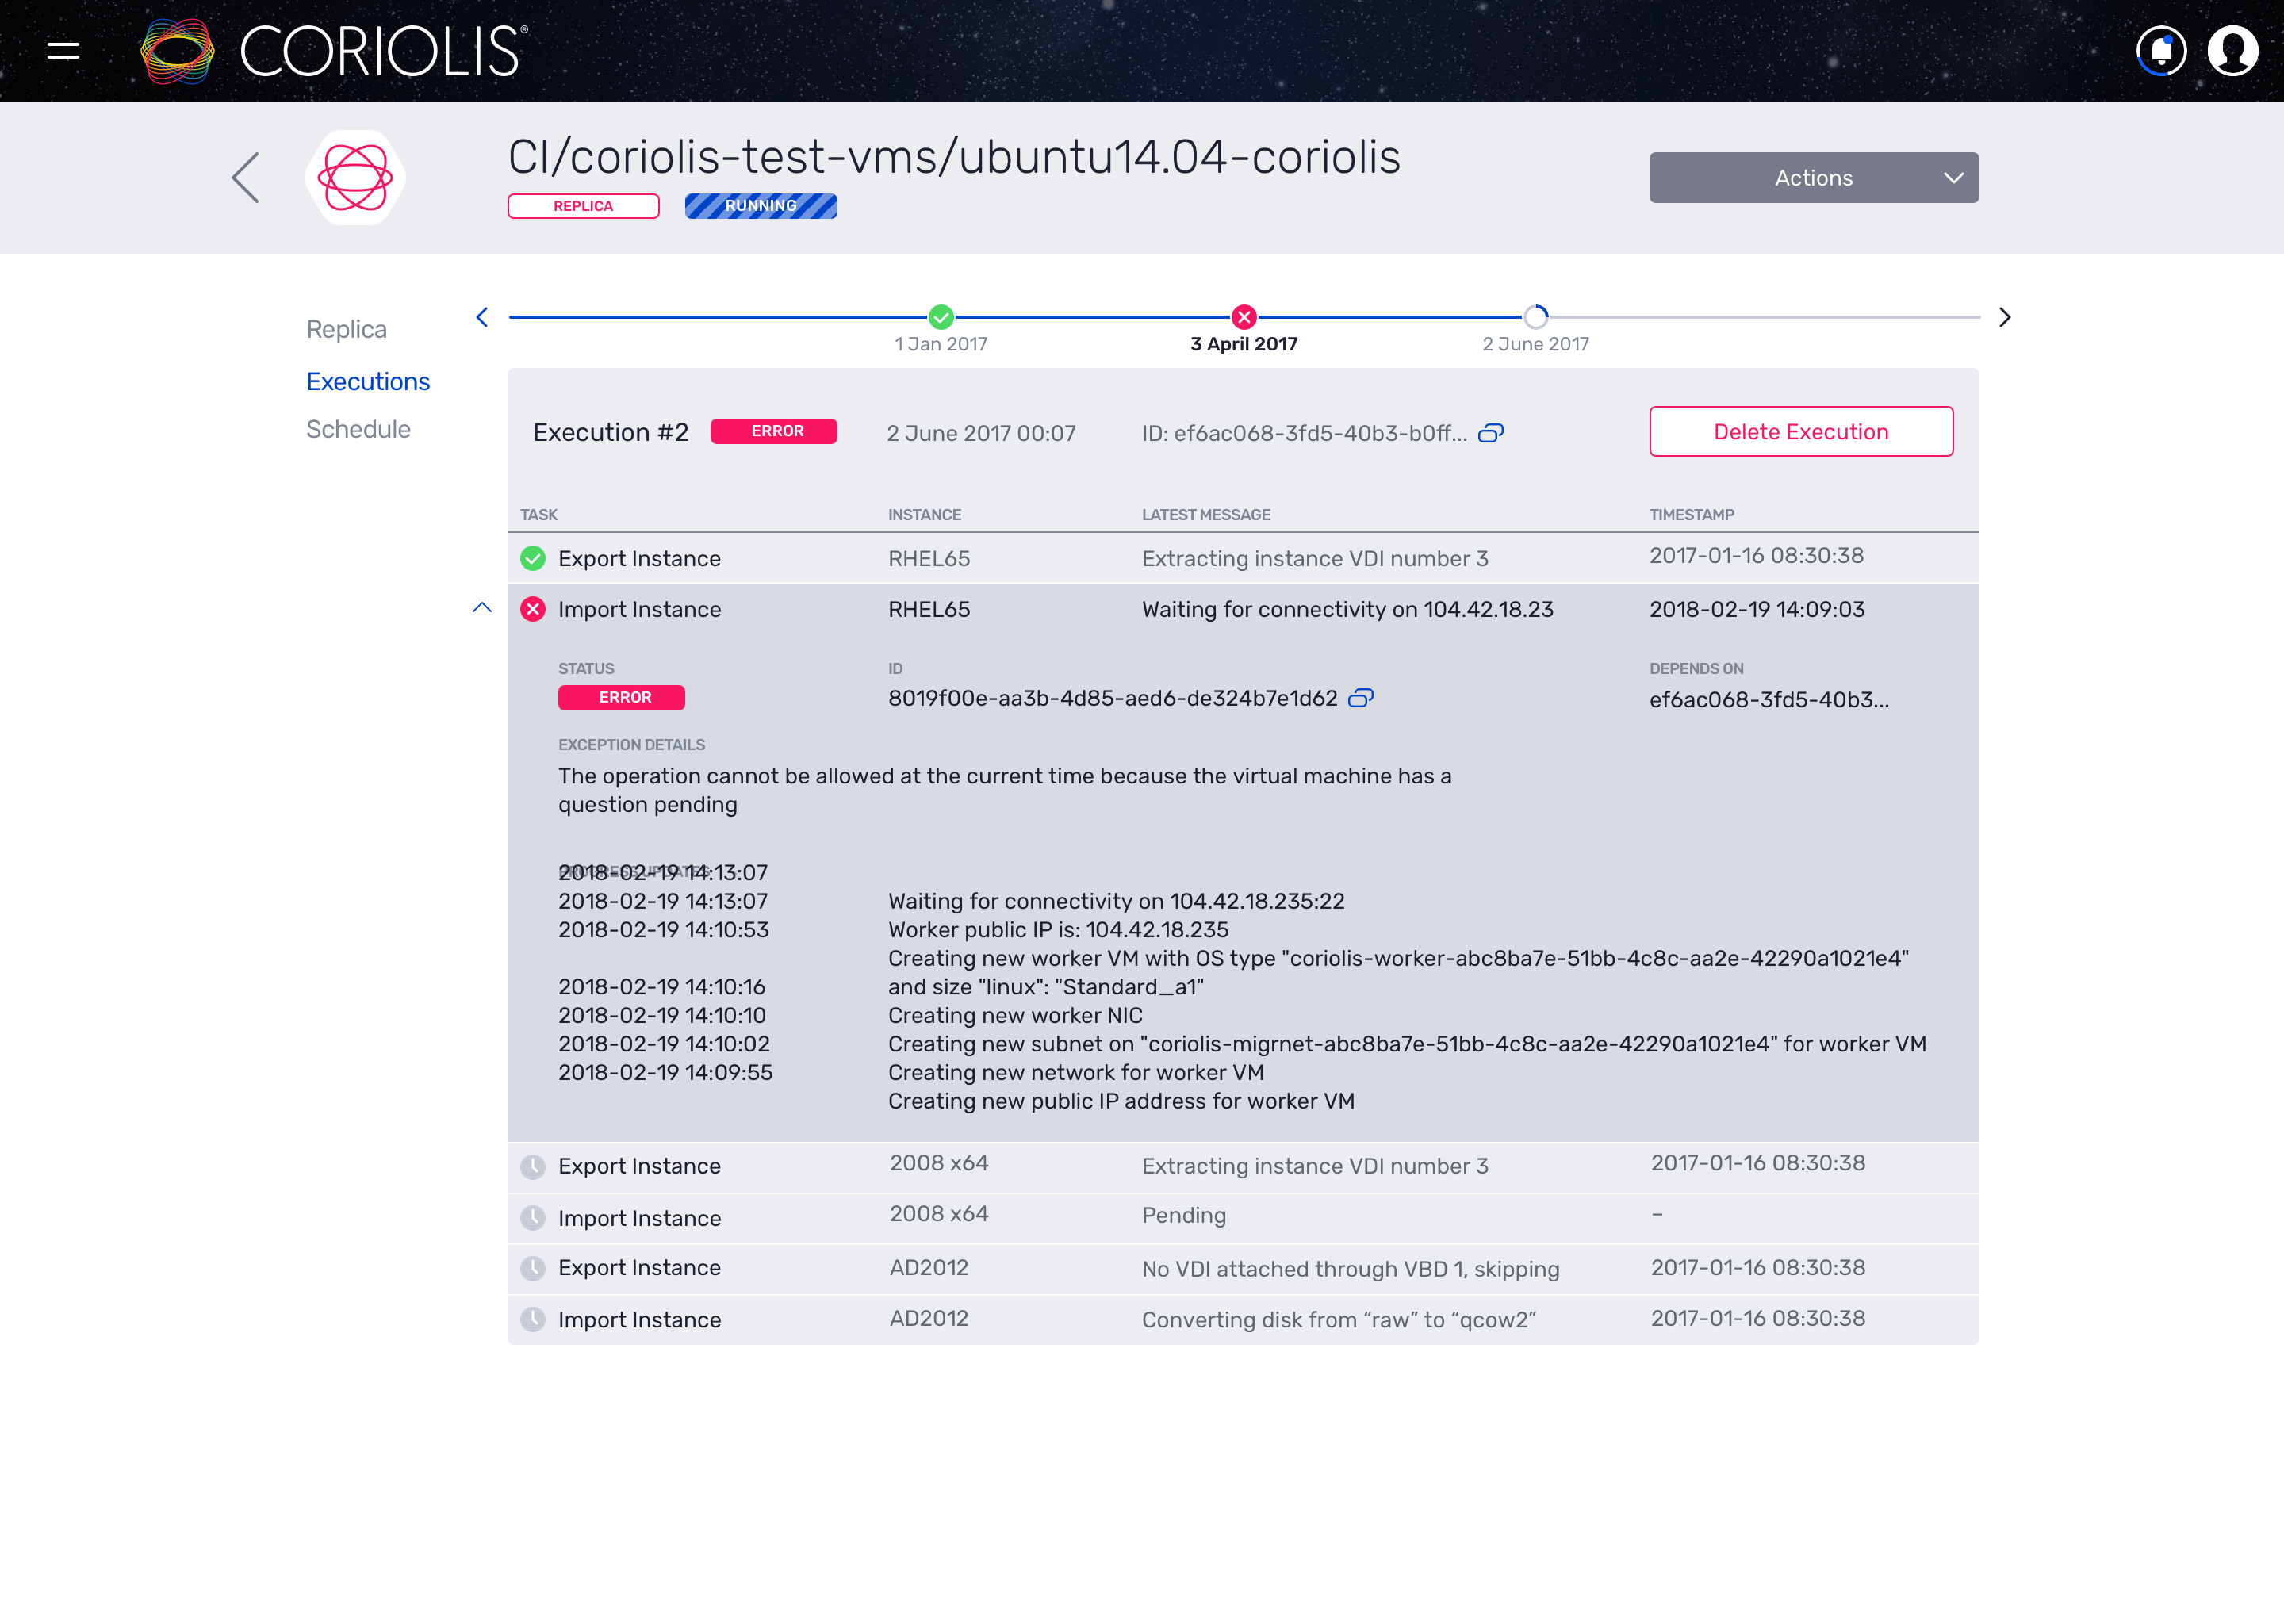 CORIOLIS®
CI/coriolis-test-vms/ubuntu14.04-coriolis
REPLICA
RUNNING
Actions
Replica
Executions
Schedule
1 Jan 2017
3 April 2017
2 June 2017
Execution #2
ERROR
2 June 2017 00:07
ID: ef6ac068-3fd5-40b3-b0ff...
Delete Execution
TASK INSTANCE LATEST MESSAGE TIMESTAMP
Export Instance RHEL65 Extracting instance VDI number 3 2017-01-16 08:30:38
Import Instance RHEL65 Waiting for connectivity on 104.42.18.23 2018-02-19 14:09:03
STATUS ID DEPENDS ON
ERROR 8019f00e-aa3b-4d85-aed6-de324b7e1d62 ef6ac068-3fd5-40b3...
EXCEPTION DETAILS
The operation cannot be allowed at the current time because the virtual machine has a
question pending
PROGRESS UPDATES
2018-02-19 14:13:07
2018-02-19 14:13:07 Waiting for connectivity on 104.42.18.235:22
2018-02-19 14:10:53 Worker public IP is: 104.42.18.235
Creating new worker VM with OS type "coriolis-worker-abc8ba7e-51bb-4c8c-aa2e-42290a1021e4"
2018-02-19 14:10:16 and size "linux": "Standard_a1"
2018-02-19 14:10:10 Creating new worker NIC
2018-02-19 14:10:02 Creating new subnet on "coriolis-migrnet-abc8ba7e-51bb-4c8c-aa2e-42290a1021e4" for worker VM
2018-02-19 14:09:55 Creating new network for worker VM
Creating new public IP address for worker VM
Export Instance 2008 x64 Extracting instance VDI number 3 2017-01-16 08:30:38
Import Instance 2008 x64 Pending –
Export Instance AD2012 No VDI attached through VBD 1, skipping 2017-01-16 08:30:38
Import Instance AD2012 Converting disk from “raw” to “qcow2” 2017-01-16 08:30:38